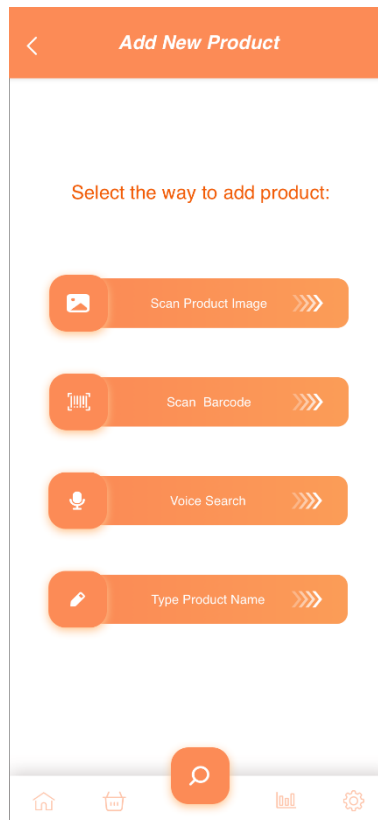 Add New Product
Select the way to add product:
Scan Product Image
Scan Barcode
Voice Search
Type Product Name